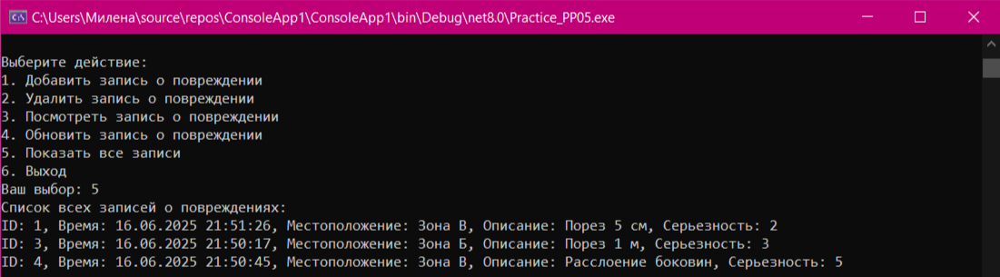 C:\Users\Милена\source\repos\ConsoleApp1\ConsoleApp1\bin\Debug\net8.0\Practice_PP05.exe
Выберите действие:
1. Добавить запись о повреждении
2. Удалить запись о повреждении
3. Посмотреть запись о повреждении
4. Обновить запись о повреждении
5. Показать все записи
6. Выход
Ваш выбор: 5
Список всех записей о повреждениях:
ID: 1, Время: 16.06.2025 21:51:26, Местоположение: Зона В, Описание: Порез 5 см, Серьезность: 2
ID: 3, Время: 16.06.2025 21:50:17, Местоположение: Зона Б, Описание: Порез 1 м, Серьезность: 3
ID: 4, Время: 16.06.2025 21:50:45, Местоположение: Зона В, Описание: Расслоение боковин, Серьезность: 5